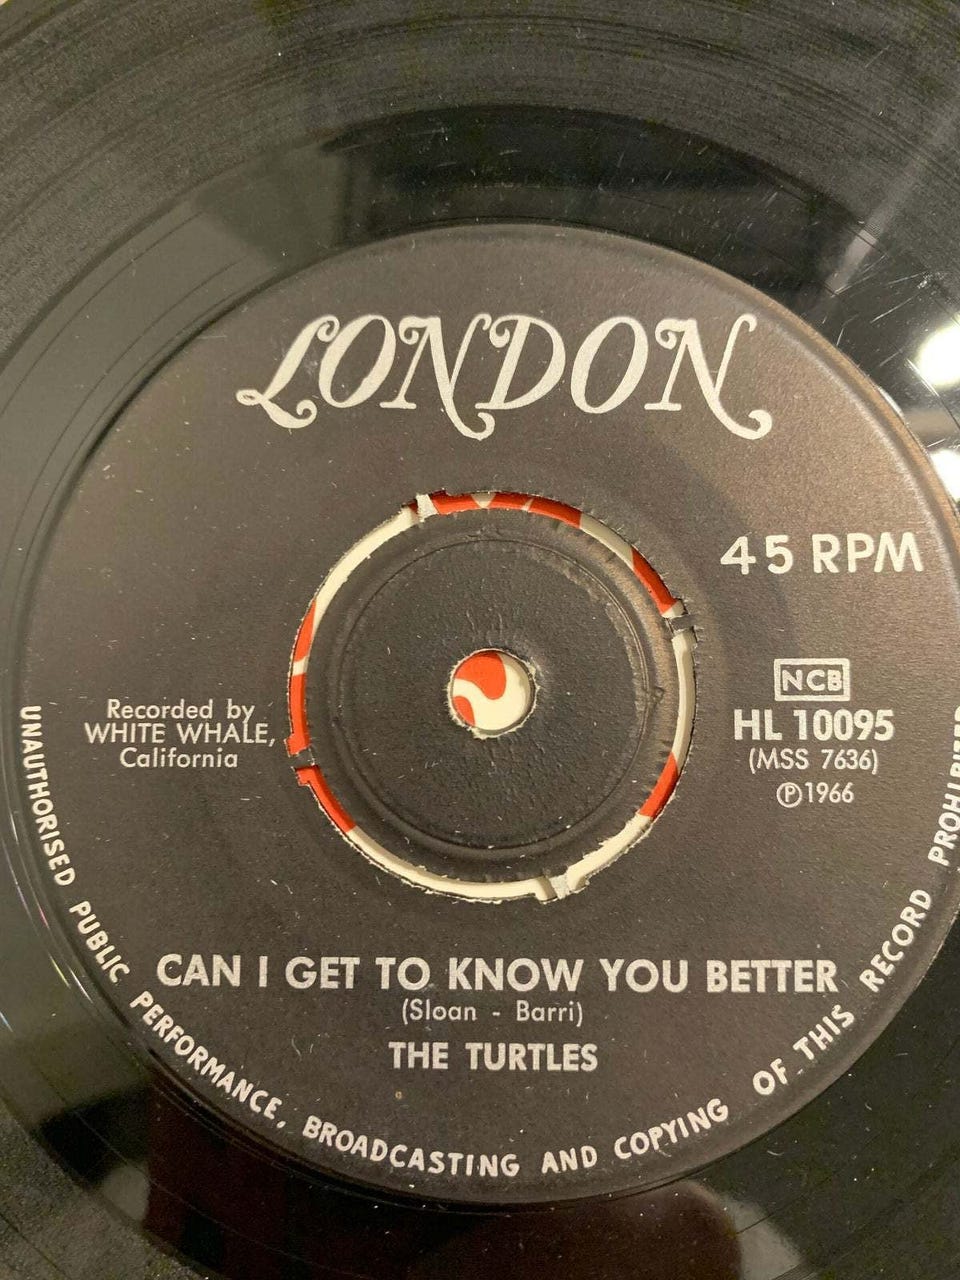 LONDON
45 RPM
NCB
HL 10095
(MSS 7636)
Ⓟ1966
Recorded by
WHITE WHALE,
California
CAN I GET TO KNOW YOU BETTER
(Sloan - Barri)
THE TURTLES
UNAUTHORISED PUBLIC PERFORMANCE, BROADCASTING AND COPYING OF THIS RECORD PROHIBITED